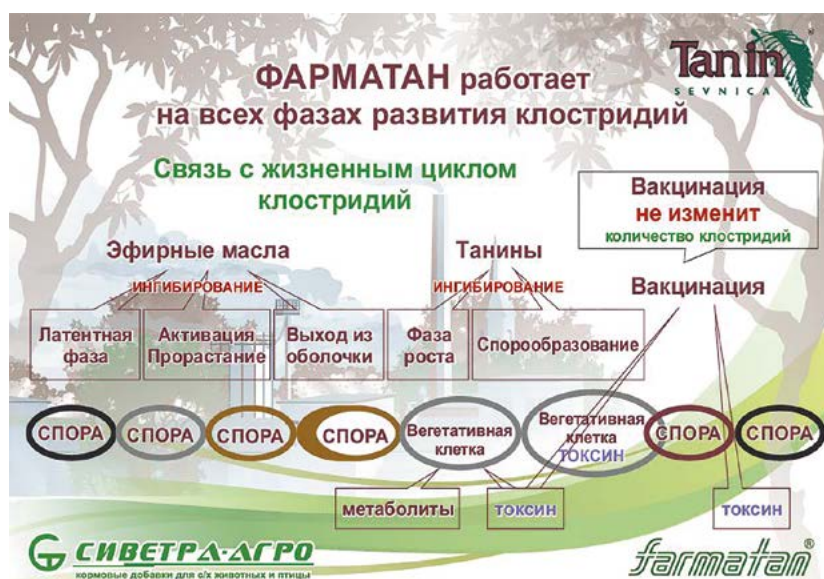 ФАРМАТАН работает
на всех фазах развития клостридий
Tanin
SEVNICA
Связь с жизненным циклом
клостридий
Вакцинация
не изменит
количество клостридий
Эфирные масла
Танины
Вакцинация
ИНГИБИРОВАНИЕ
ИНГИБИРОВАНИЕ
Латентная
фаза
Активация
Прорастание
Выход из
оболочки
Фаза
роста
Спорообразование
СПОРА
СПОРА
СПОРА
СПОРА
Вегетативная
клетка
Вегетативная
клетка
ТОКСИН
СПОРА
СПОРА
метаболиты
токсин
токсин
СИВЕТРА-АГРО
кормовые добавки для с/х животных и птицы
farmatan®